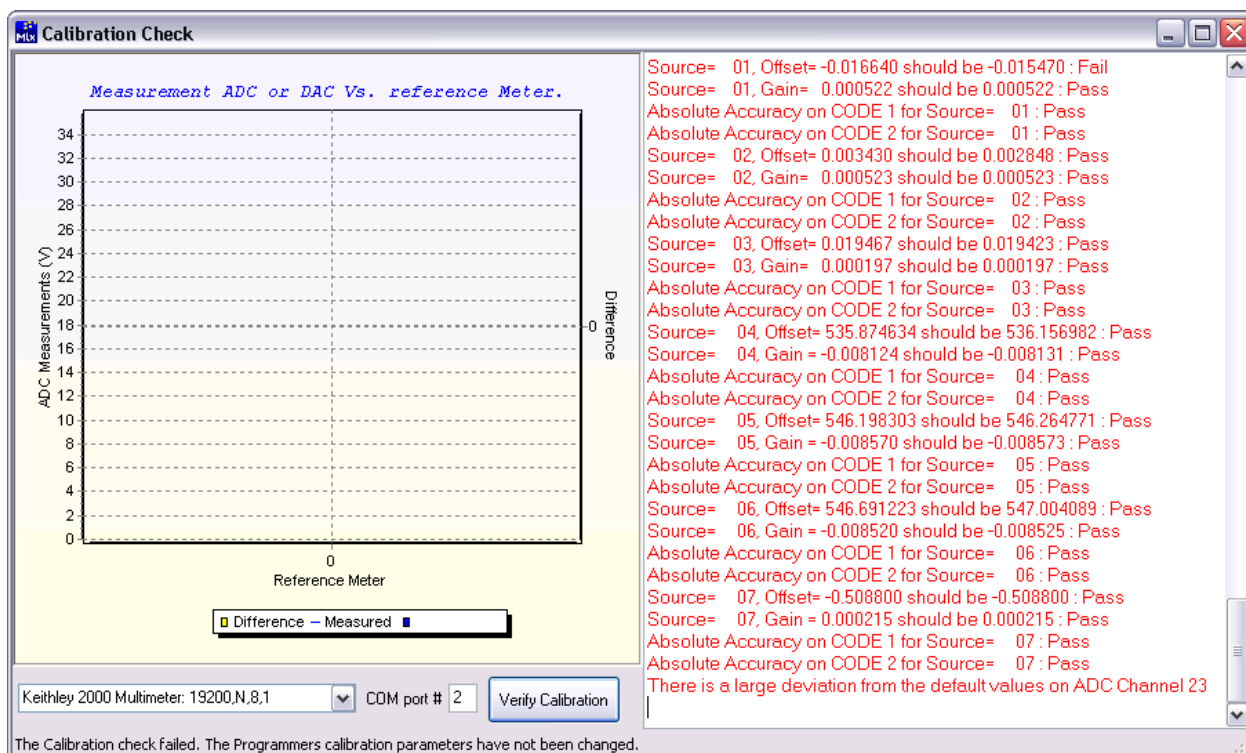 Mlx Calibration Check
Measurement ADC or DAC Vs. reference Meter.
34
32
30
28
26
24
22
20
18
16
14
12
10
8
6
4
2
0
ADC Measurements (V)
0
Difference
0
Reference Meter
Difference Measured
Source= 01, Offset= -0.016640 should be -0.015470 : Fail
Source= 01, Gain= 0.000522 should be 0.000522 : Pass
Absolute Accuracy on CODE 1 for Source= 01 : Pass
Absolute Accuracy on CODE 2 for Source= 01 : Pass
Source= 02, Offset= 0.003430 should be 0.002848 : Pass
Source= 02, Gain= 0.000523 should be 0.000523 : Pass
Absolute Accuracy on CODE 1 for Source= 02 : Pass
Absolute Accuracy on CODE 2 for Source= 02 : Pass
Source= 03, Offset= 0.019467 should be 0.019423 : Pass
Source= 03, Gain= 0.000197 should be 0.000197 : Pass
Absolute Accuracy on CODE 1 for Source= 03 : Pass
Absolute Accuracy on CODE 2 for Source= 03 : Pass
Source= 04, Offset= 535.874634 should be 536.156982 : Pass
Source= 04, Gain = -0.008124 should be -0.008131 : Pass
Absolute Accuracy on CODE 1 for Source= 04 : Pass
Absolute Accuracy on CODE 2 for Source= 04 : Pass
Source= 05, Offset= 546.198303 should be 546.264771 : Pass
Source= 05, Gain = -0.008570 should be -0.008573 : Pass
Absolute Accuracy on CODE 1 for Source= 05 : Pass
Absolute Accuracy on CODE 2 for Source= 05 : Pass
Source= 06, Offset= 546.691223 should be 547.004089 : Pass
Source= 06, Gain = -0.008520 should be -0.008525 : Pass
Absolute Accuracy on CODE 1 for Source= 06 : Pass
Absolute Accuracy on CODE 2 for Source= 06 : Pass
Source= 07, Offset= -0.508800 should be -0.508800 : Pass
Source= 07, Gain = 0.000215 should be 0.000215 : Pass
Absolute Accuracy on CODE 1 for Source= 07 : Pass
Absolute Accuracy on CODE 2 for Source= 07 : Pass
There is a large deviation from the default values on ADC Channel 23
Keithley 2000 Multimeter: 19200,N,8,1 COM port # 2 Verify Calibration
The Calibration check failed. The Programmers calibration parameters have not been changed.